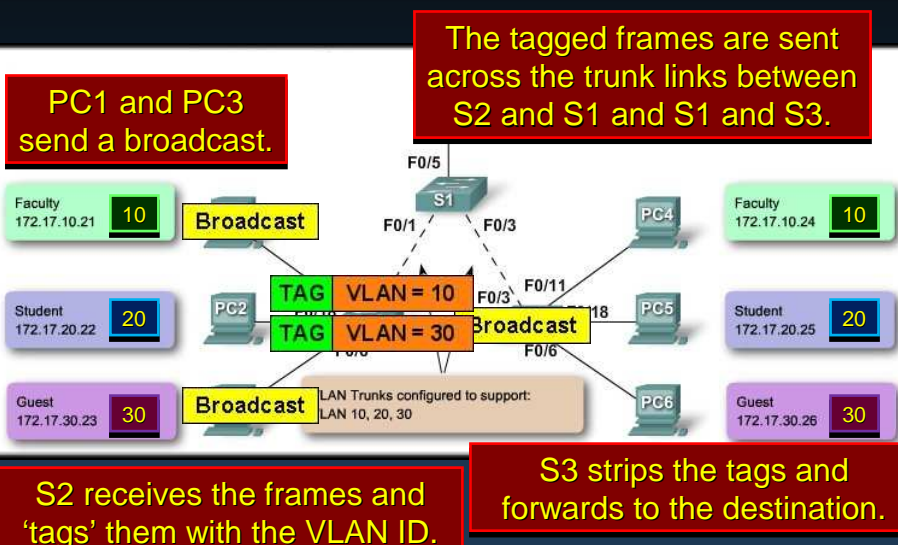 The tagged frames are sent
across the trunk links between
S2 and S1 and S1 and S3.
PC1 and PC3
send a broadcast.
F0/5
S1
Faculty
172.17.10.21
10
Broadcast
F0/1
F0/3
PC4
Faculty
172.17.10.24
10
F0/11
TAG VLAN = 10
F0/3
Student
172.17.20.22
20
PC2
18
PC5
Student
172.17.20.25
20
TAG VLAN = 30
Broadcast
F0/6
Guest
172.17.30.23
30
Broadcast
LAN Trunks configured to support:
LAN 10, 20, 30
PC6
Guest
172.17.30.26
30
S2 receives the frames and
‘tags’ them with the VLAN ID.
S3 strips the tags and
forwards to the destination.